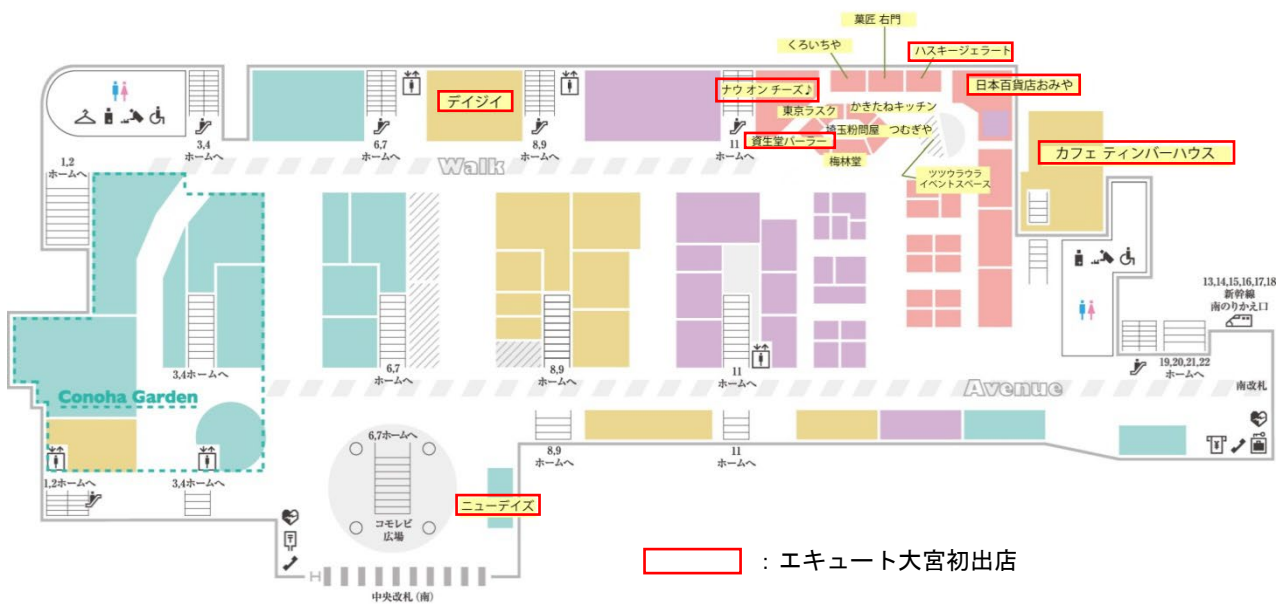 菓匠 右門
くろいちや
ハスキージェラート
ナウ オン チーズ♪
日本百貨店おみや
デイジイ
東京ラスク
かきたねキッチン
埼玉粉問屋
つむぎや
資生堂パーラー
梅林堂
カフェ ティンバーハウス
ツツウラウラ
イベントスペース
3,4
ホームへ
6,7
ホームへ
8,9
ホームへ
11
ホームへ
1,2
ホームへ
Walk
13,14,15,16,17,18
新幹線
南のりかえ口
3,4ホームへ
6,7
ホームへ
8,9
ホームへ
11
ホームへ
19,20,21,22
ホームへ
Conoha Garden
Avenue
南改札
6,7ホームへ
8,9
ホームへ
11
ホームへ
1,2ホームへ
3,4ホームへ
ニューデイズ
コモレビ
広場
中央改札(南)
:エキュート大宮初出店